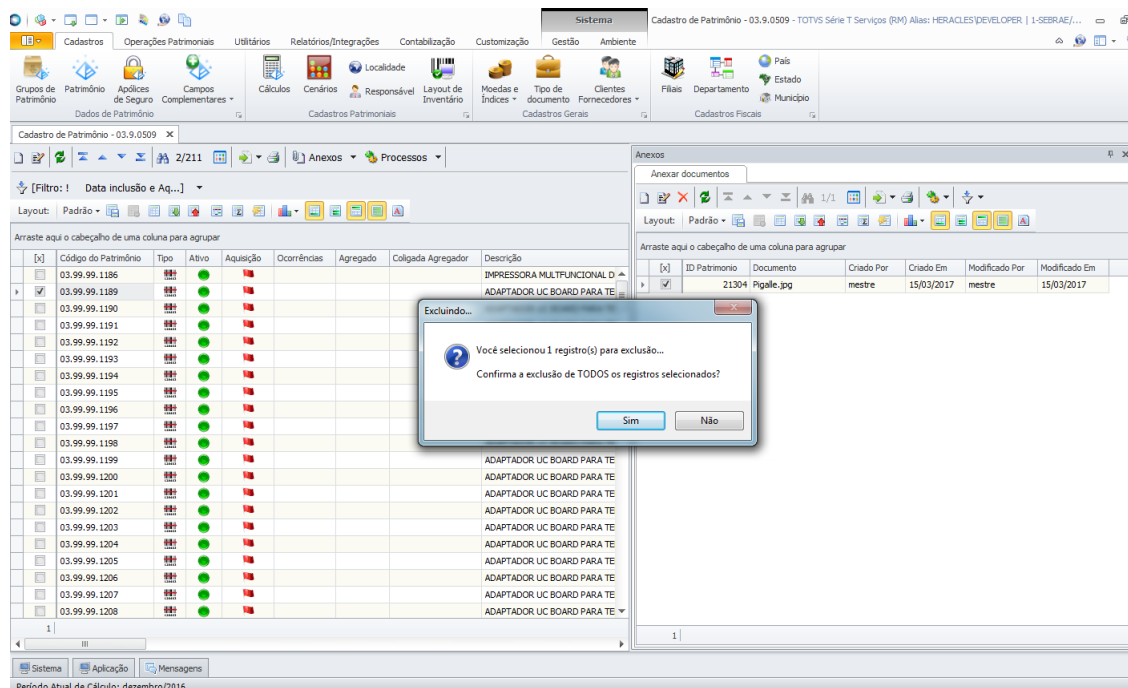 Sistema
Cadastro de Patrimônio - 03.9.0509 - TOTVS Série T Serviços (RM) Alias: HERACLES\DEVELOPER | 1-SEBRAE/...
Cadastros Operações Patrimoniais Utilitários Relatórios/Integrações Contabilização Customização Gestão Ambiente
Grupos de Patrimônio
Patrimônio
Apólices de Seguro
Campos Complementares
Cálculos
Cenários
Localidade
Responsável
Layout de Inventário
Moedas e Índices
Tipo de documento
Clientes Fornecedores
Filiais
Departamento
País
Estado
Município
Dados de Patrimônio Cadastros Patrimoniais Cadastros Gerais Cadastros Fiscais
Cadastro de Patrimônio - 03.9.0509 X
2/211 Anexos Processos
[Filtro: ! Data inclusão e Aq...]
Layout: Padrão
Arraste aqui o cabeçalho de uma coluna para agrupar
[x] Código do Patrimônio Tipo Ativo Aquisição Ocorrências Agregado Coligada Agregador Descrição
03.99.99.1186 IMPRESSORA MULTFUNCIONAL D
03.99.99.1189 ADAPTADOR UC BOARD PARA TE
03.99.99.1190
03.99.99.1191
03.99.99.1192
03.99.99.1193
03.99.99.1194
03.99.99.1195
03.99.99.1196
03.99.99.1197
03.99.99.1198
03.99.99.1199 ADAPTADOR UC BOARD PARA TE
03.99.99.1200 ADAPTADOR UC BOARD PARA TE
03.99.99.1201 ADAPTADOR UC BOARD PARA TE
03.99.99.1202 ADAPTADOR UC BOARD PARA TE
03.99.99.1203 ADAPTADOR UC BOARD PARA TE
03.99.99.1204 ADAPTADOR UC BOARD PARA TE
03.99.99.1205 ADAPTADOR UC BOARD PARA TE
03.99.99.1206 ADAPTADOR UC BOARD PARA TE
03.99.99.1207 ADAPTADOR UC BOARD PARA TE
03.99.99.1208 ADAPTADOR UC BOARD PARA TE
1
Anexos
Anexar documentos
1/1
Layout: Padrão
Arraste aqui o cabeçalho de uma coluna para agrupar
[x] ID Patrimonio Documento Criado Por Criado Em Modificado Por Modificado Em
21304 Pigalle.jpg mestre 15/03/2017 mestre 15/03/2017
1
Excluindo...
Você selecionou 1 registro(s) para exclusão...
Confirma a exclusão de TODOS os registros selecionados?
Sim Não
Sistema Aplicação Mensagens
Período Atual de Cálculo: dezembro/2016